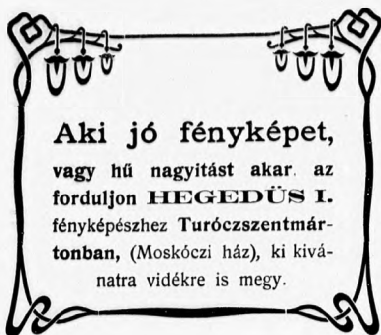 Aki jó fényképet,
vagy hű nagyitást akar az
forduljon HEGEDÜS I.
fényképészhez Turóczszentmár-
tonban, (Moskóczi ház), ki kivá-
natra vidékre is megy.